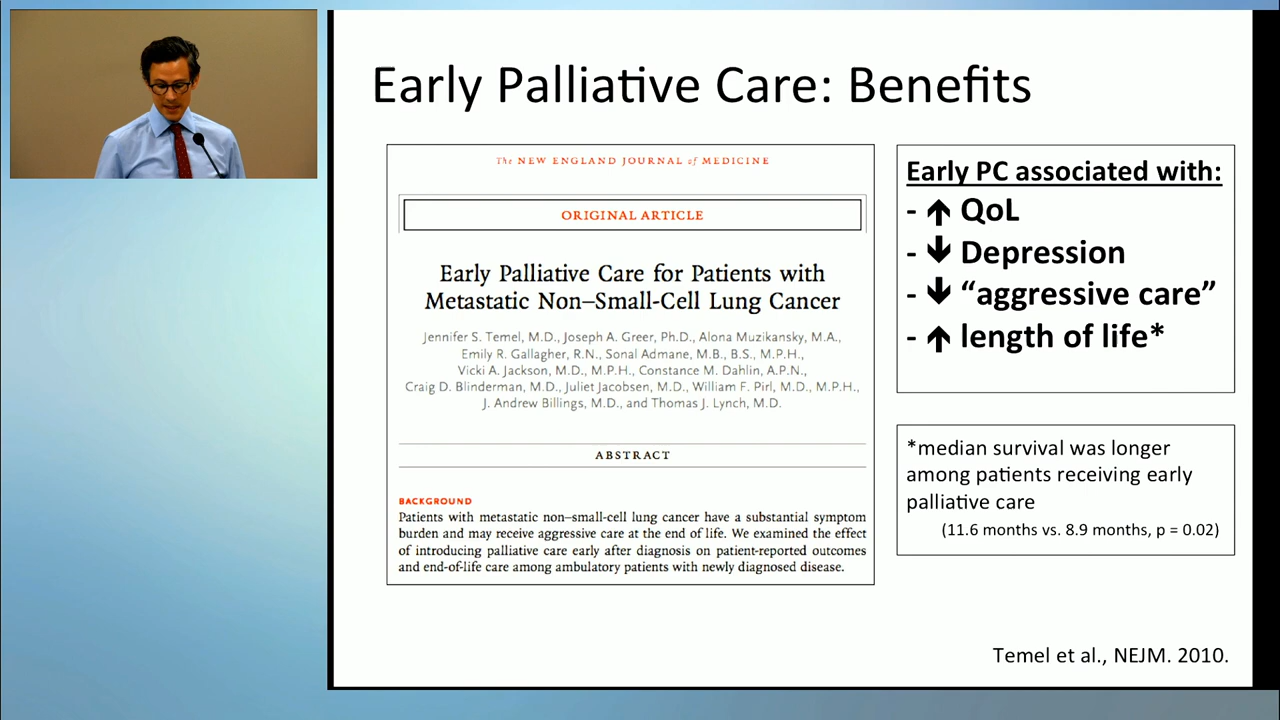 Early Palliative Care: Benefits
The NEW ENGLAND JOURNAL of MEDICINE
ORIGINAL ARTICLE
Early Palliative Care for Patients with
Metastatic Non–Small-Cell Lung Cancer
Jennifer S. Temel, M.D., Joseph A. Greer, Ph.D., Alona Muzikansky, M.A.,
Emily R. Gallagher, R.N., Sonal Admane, M.B., B.S., M.P.H.,
Vicki A. Jackson, M.D., M.P.H., Constance M. Dahlin, A.P.N.,
Craig D. Blinderman, M.D., Juliet Jacobsen, M.D., William F. Pirl, M.D., M.P.H.,
J. Andrew Billings, M.D., and Thomas J. Lynch, M.D.
ABSTRACT
BACKGROUND
Patients with metastatic non–small-cell lung cancer have a substantial symptom
burden and may receive aggressive care at the end of life. We examined the effect
of introducing palliative care early after diagnosis on patient-reported outcomes
and end-of-life care among ambulatory patients with newly diagnosed disease.
Early PC associated with:
- ↑ QoL
- ↓ Depression
- ↓ “aggressive care”
- ↑ length of life*
*median survival was longer
among patients receiving early
palliative care
(11.6 months vs. 8.9 months, p = 0.02)
Temel et al., NEJM. 2010.